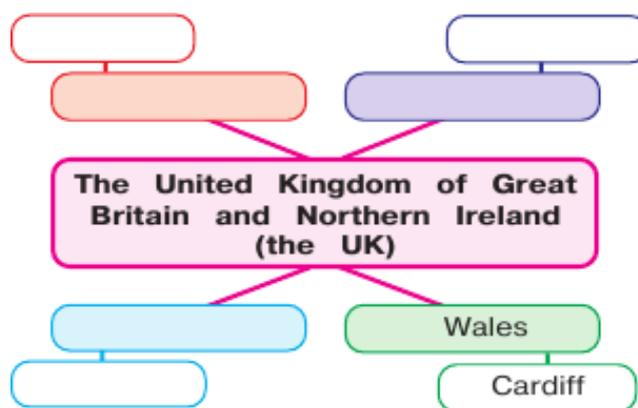 The United Kingdom of Great
Britain and Northern Ireland
(the UK)
Wales
Cardiff